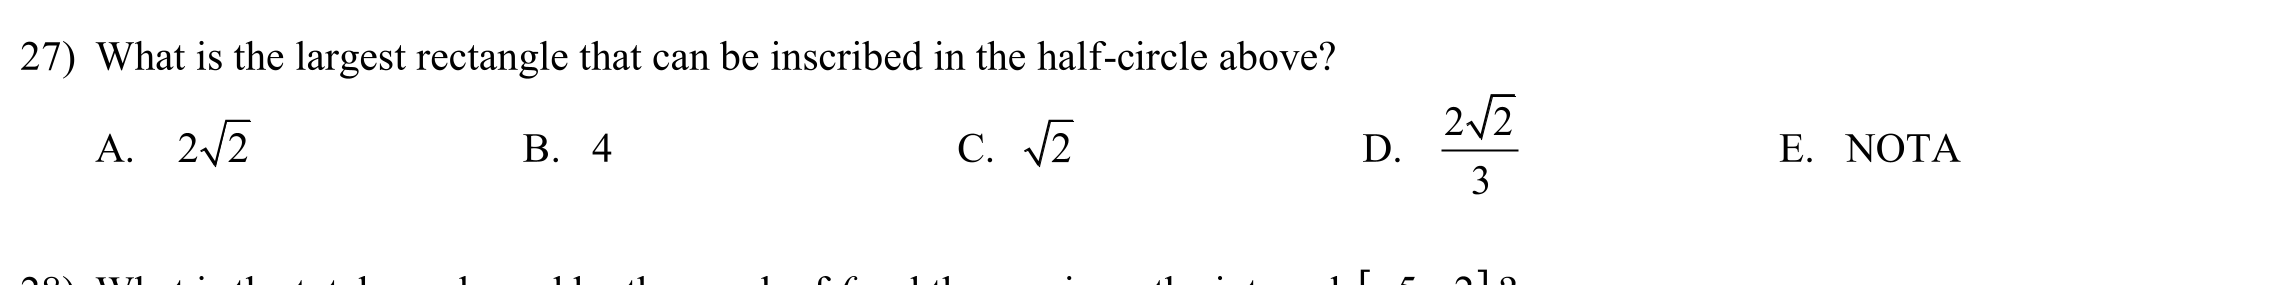 27) What is the largest rectangle that can be inscribed in the half-circle above?
A. 2√2 B. 4 C. √2 D. 2√2/3 E. NOTA